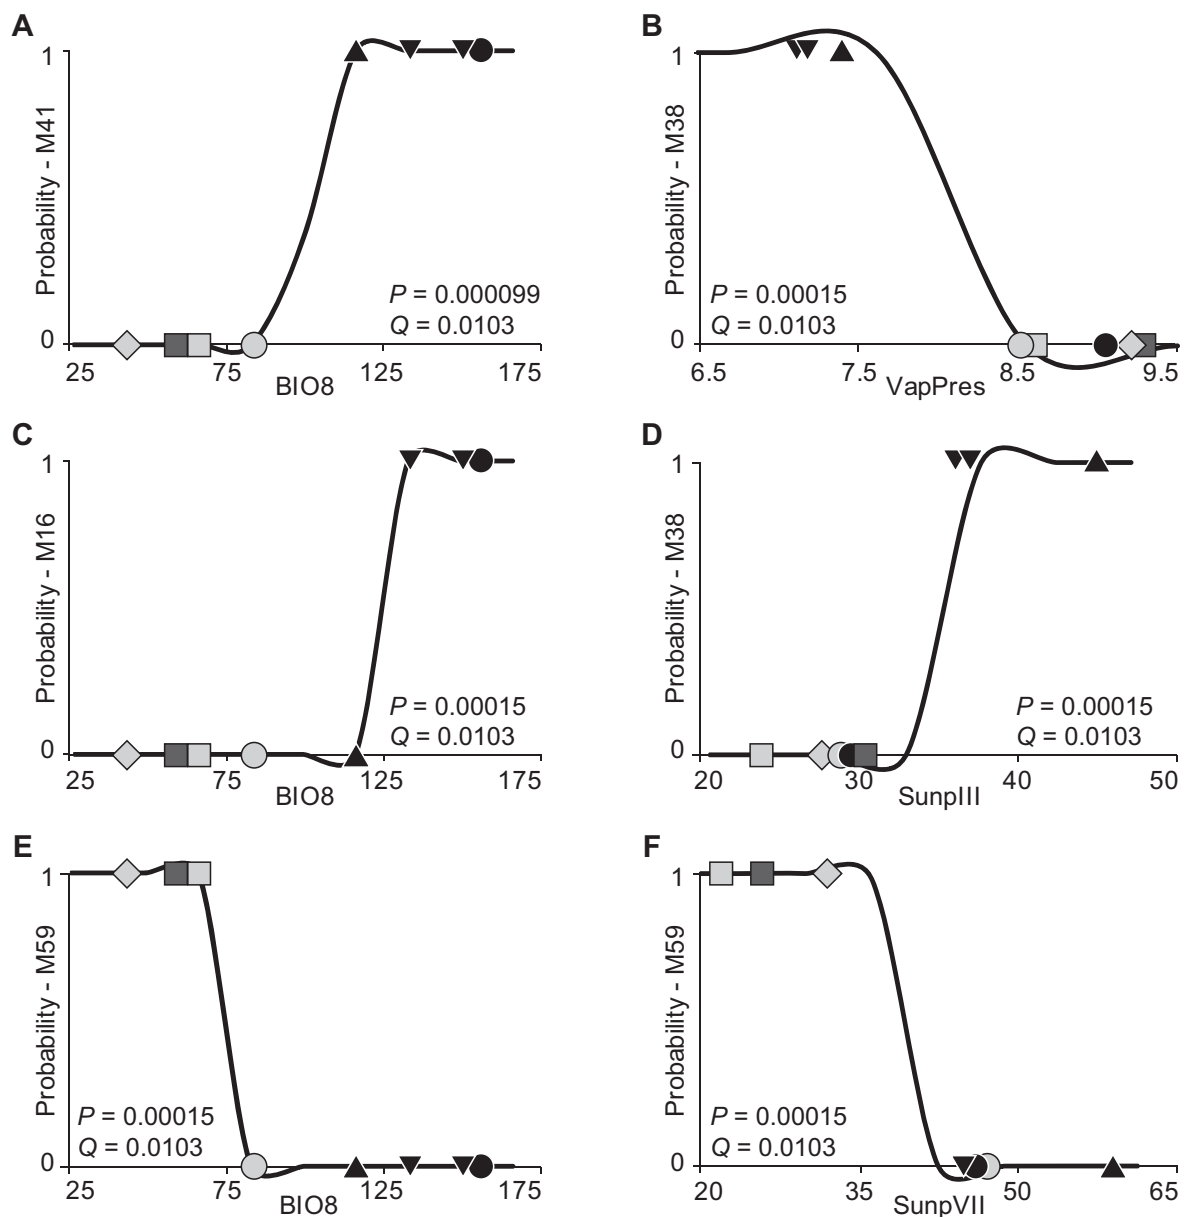 A
Probability - M41
1
0
P = 0.000099
Q = 0.0103
25 75 125 175
BIO8
B
Probability - M38
1
0
P = 0.00015
Q = 0.0103
6.5 7.5 8.5 9.5
VapPres
C
Probability - M16
1
0
P = 0.00015
Q = 0.0103
25 75 125 175
BIO8
D
Probability - M38
1
0
P = 0.00015
Q = 0.0103
20 30 40 50
SunpIII
E
Probability - M59
1
0
P = 0.00015
Q = 0.0103
25 75 125 175
BIO8
F
Probability - M59
1
0
P = 0.00015
Q = 0.0103
20 35 50 65
SunpVII